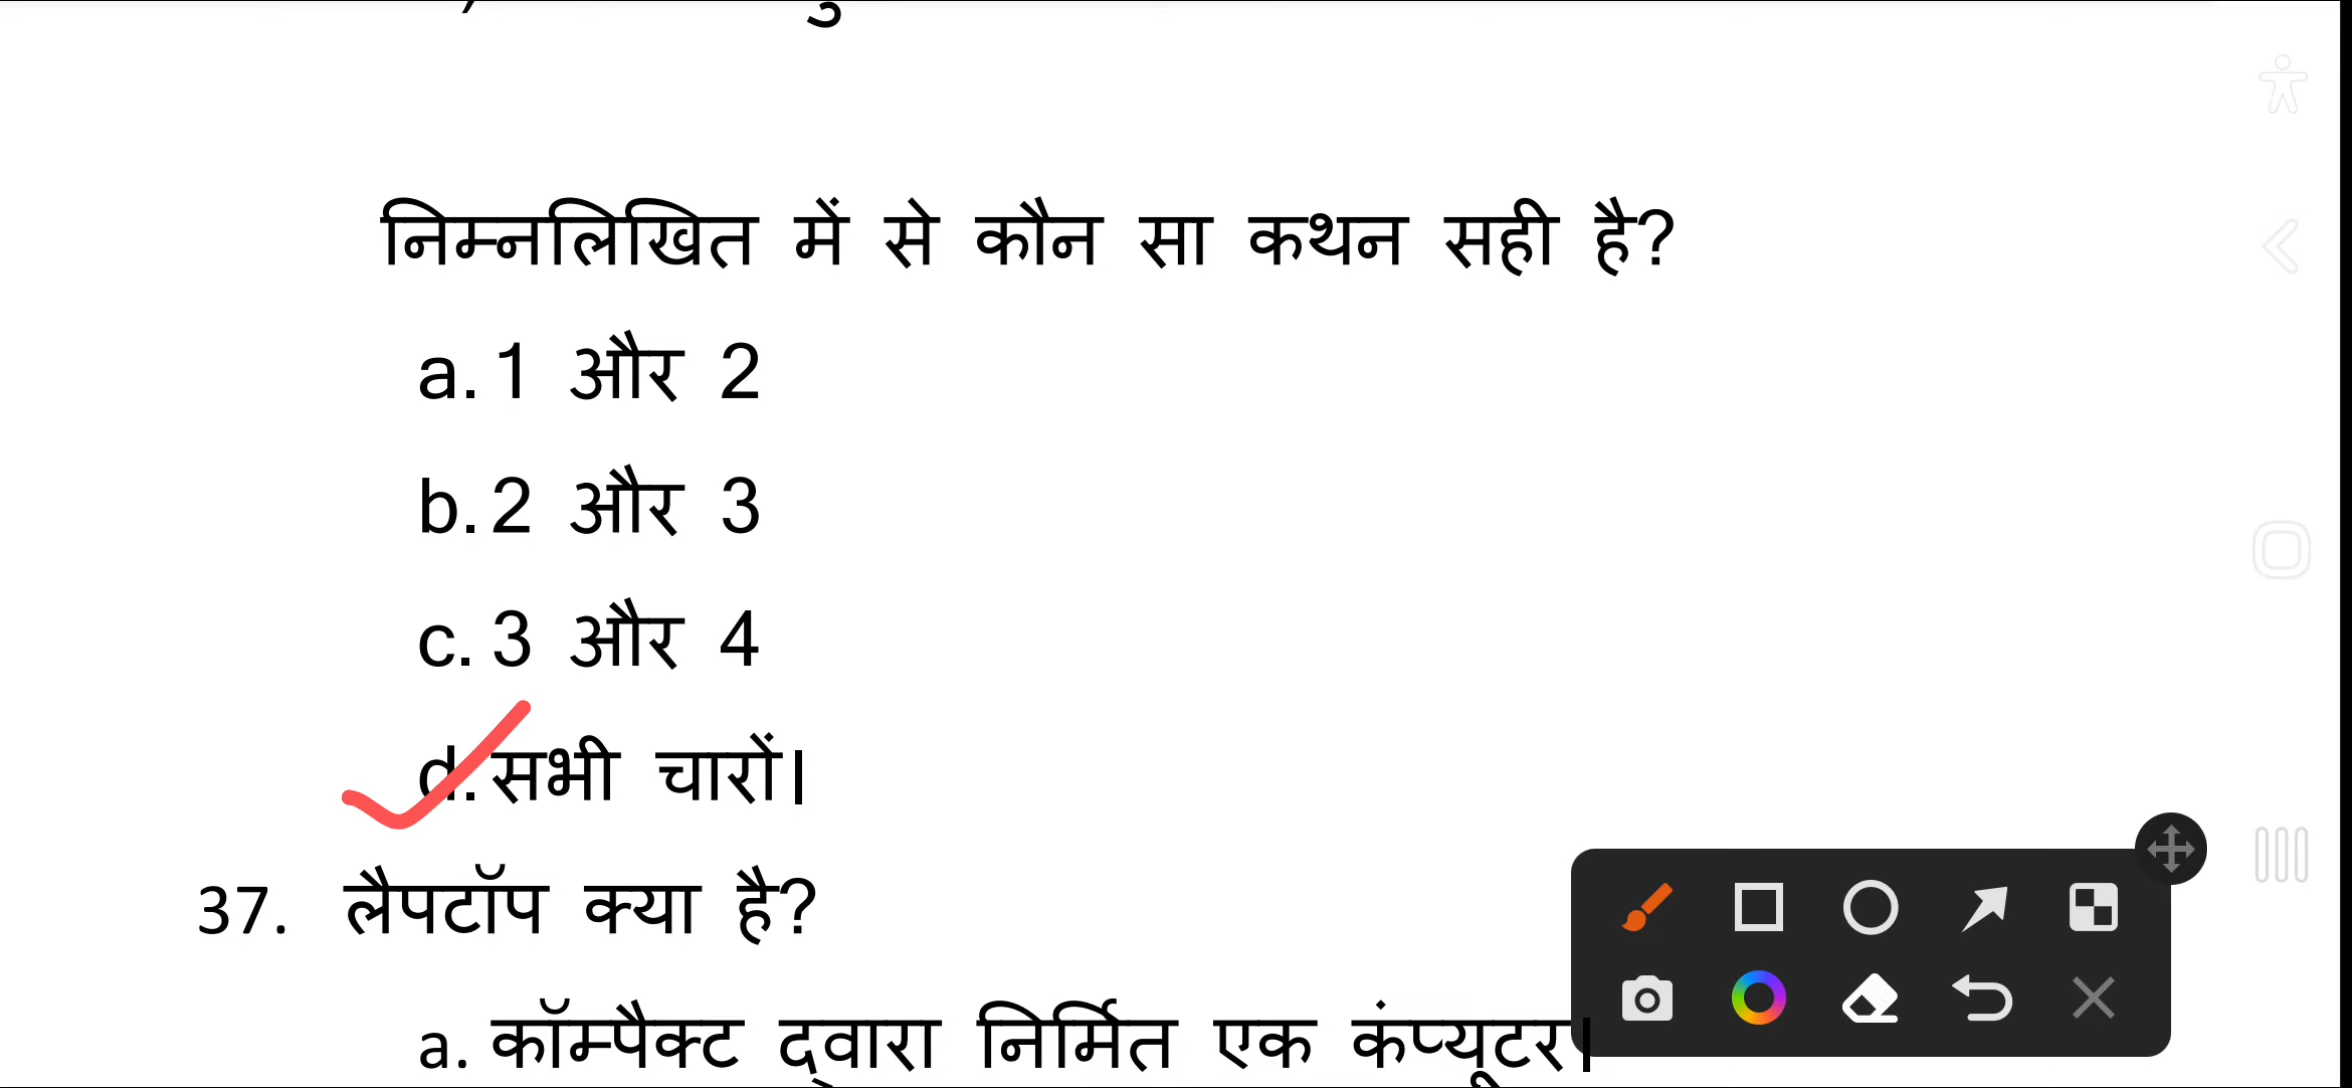 निम्नलिखित में से कौन सा कथन सही है?
a. 1 और 2
b. 2 और 3
c. 3 और 4
d. सभी चारों।
37. लैपटॉप क्या है?
a. कॉम्पैक्ट द्वारा निर्मित एक कंप्यूटर।